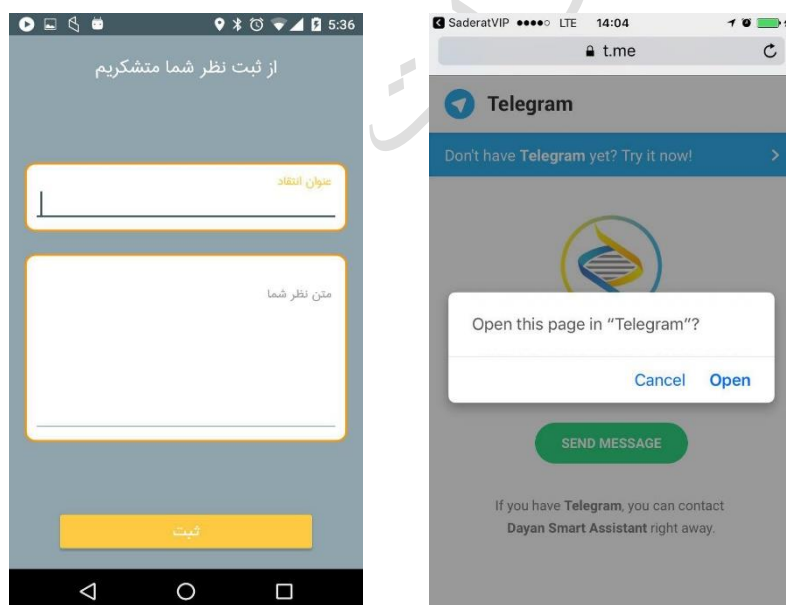 5:36
از ثبت نظر شما متشکریم
عنوان انتقاد
متن نظر شما
ثبت
SaderatVIP LTE 14:04
t.me
Telegram
Don't have Telegram yet? Try it now!
Open this page in “Telegram”?
Cancel Open
SEND MESSAGE
If you have Telegram, you can contact
Dayan Smart Assistant right away.